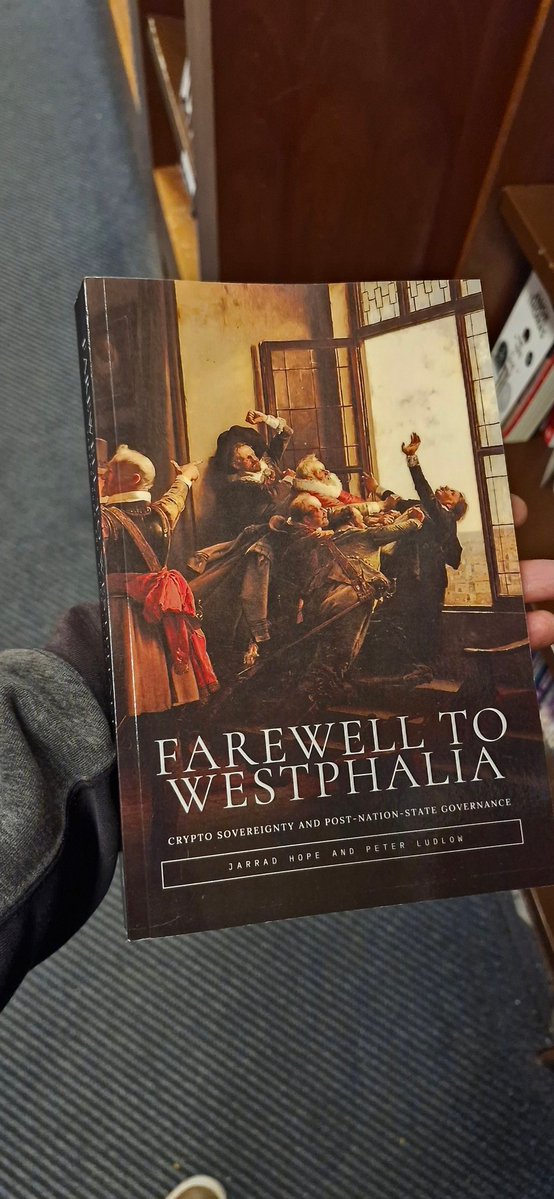 FAREWELL TO
WESTPHALIA
CRYPTO SOVEREIGNTY AND POST-NATION-STATE GOVERNANCE
JARRAD HOPE AND PETER LUDLOW